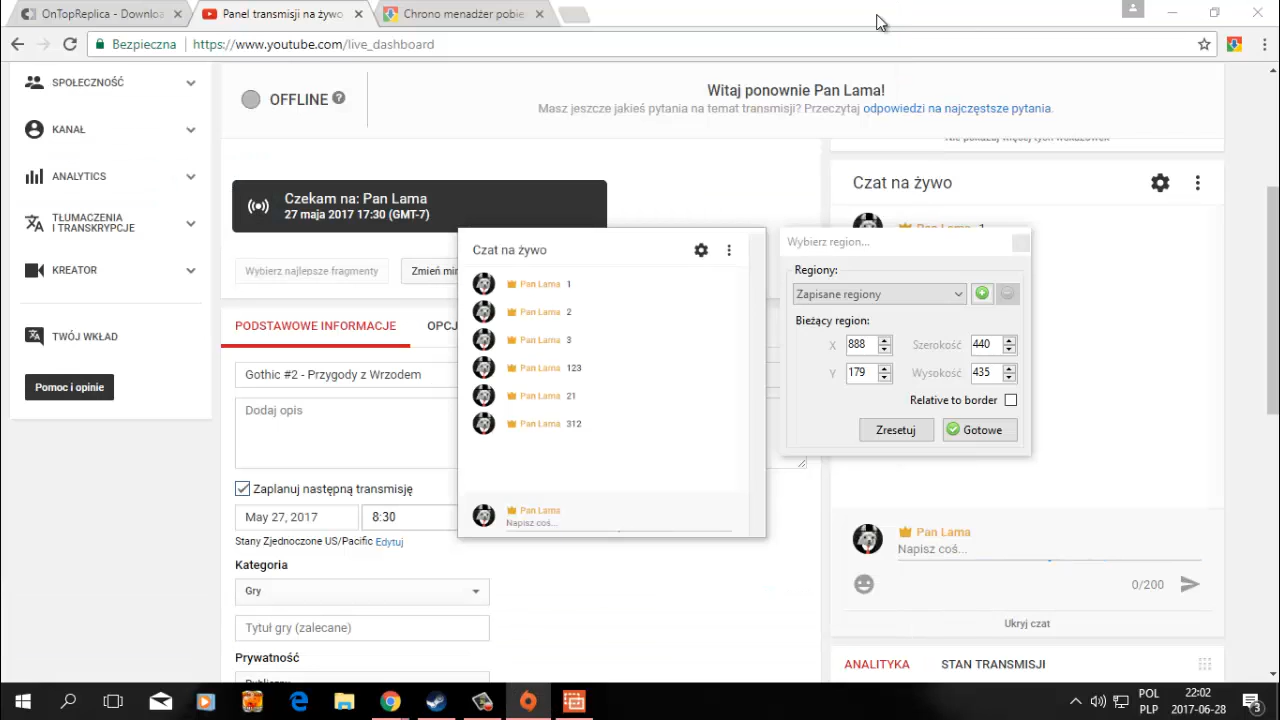 OnTopReplica - Downloa
Panel transmisji na żywo
Chrono menadżer pobie
Bezpieczna
https://www.youtube.com/live_dashboard
SPOŁECZNOŚĆ
KANAŁ
ANALYTICS
TŁUMACZENIA
I TRANSKRYPCJE
KREATOR
TWÓJ WKŁAD
Pomoc i opinie
OFFLINE
Witaj ponownie Pan Lama!
Masz jeszcze jakieś pytania na temat transmisji? Przeczytaj odpowiedzi na najczęstsze pytania.
Czekam na: Pan Lama
27 maja 2017 17:30 (GMT-7)
Wybierz najlepsze fragmenty
Zmień min
PODSTAWOWE INFORMACJE
OPCJ
Gothic #2 - Przygody z Wrzodem
Dodaj opis
Zaplanuj następną transmisję
May 27, 2017
8:30
Stany Zjednoczone US/Pacific Edytuj
Kategoria
Gry
Tytuł gry (zalecane)
Prywatność
Czat na żywo
Pan Lama 1
Pan Lama 2
Pan Lama 3
Pan Lama 123
Pan Lama 21
Pan Lama 312
Pan Lama
Napisz coś...
Wybierz region...
Regiony:
Zapisane regiony
Bieżący region:
X 888 Szerokość 440
Y 179 Wysokość 435
Relative to border
Zresetuj
Gotowe
Czat na żywo
Pan Lama 1
Pan Lama
Napisz coś...
0/200
Ukryj czat
ANALITYKA
STAN TRANSMISJI
POL
PLP
22:02
2017-06-28
3